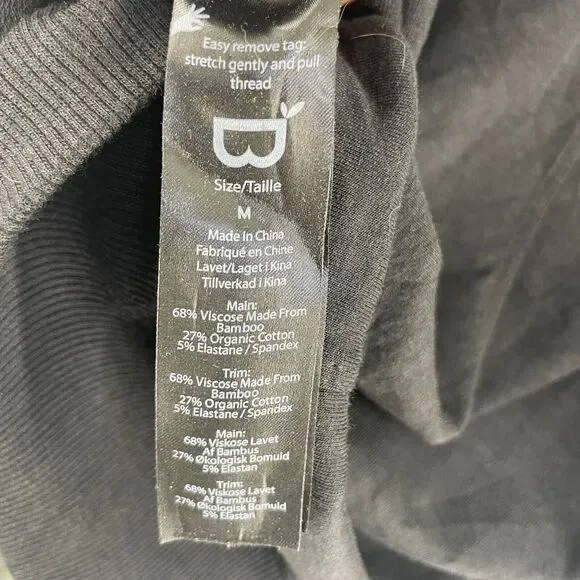 Easy remove tag:
stretch gently and pull
thread
B
Size/Taille
M
Made in China
Fabriqué en Chine
Lavet/Laget i Kina
Tillverkad i Kina
Main:
68% Viscose Made From
Bamboo
27% Organic Cotton
5% Elastane / Spandex
Trim:
68% Viscose Made From
Bamboo
27% Organic Cotton
5% Elastane / Spandex
Main:
68% Viskose Lavet
Af Bambus
27% Økologisk Bomuld
5% Elastan
Trim:
68% Viskose Lavet
Af Bambus
27% Økologisk Bomuld
5% Elastan